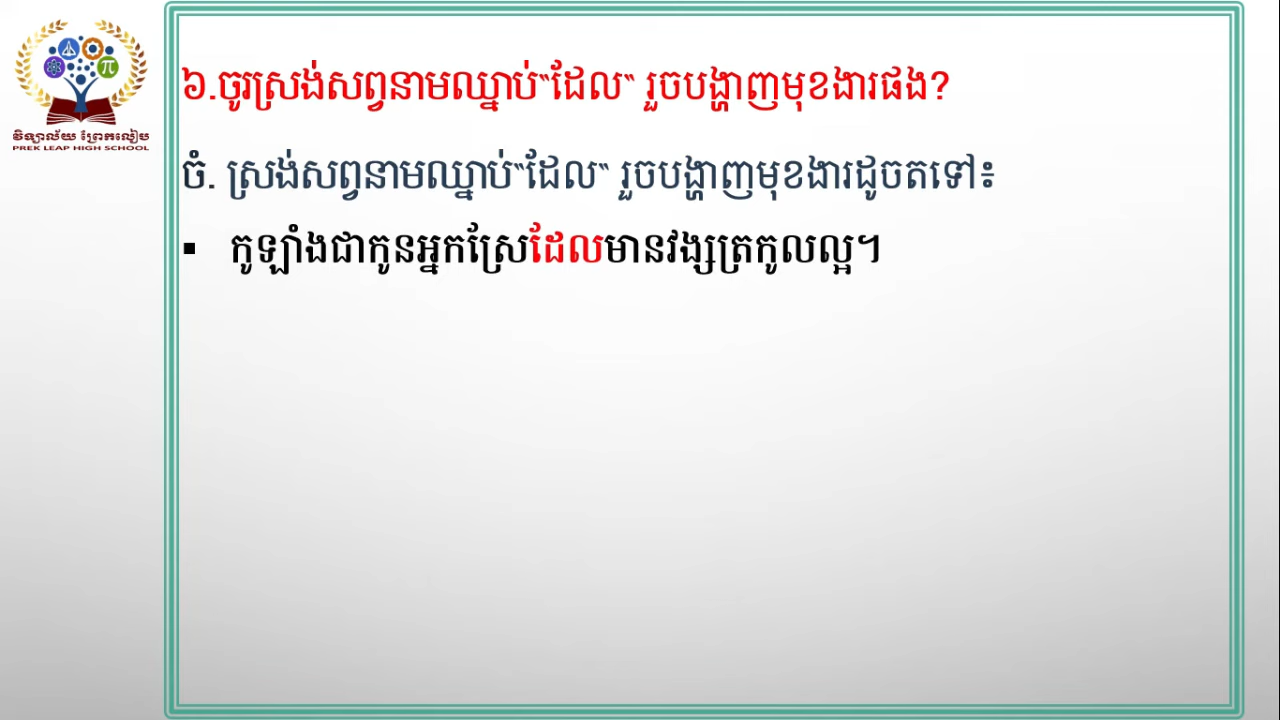 វិទ្យាល័យ ព្រែកលៀប
PREK LEAP HIGH SCHOOL
៦.ចូរស្រង់សព្វនាមឈ្នាប់“ដែល“ រួចបង្ហាញមុខងារផង?
ចំ. ស្រង់សព្វនាមឈ្នាប់“ដែល“ រួចបង្ហាញមុខងារដូចតទៅ៖
▪ កូឡាំងជាកូនអ្នកស្រែដែលមានវង្សត្រកូលល្អ។